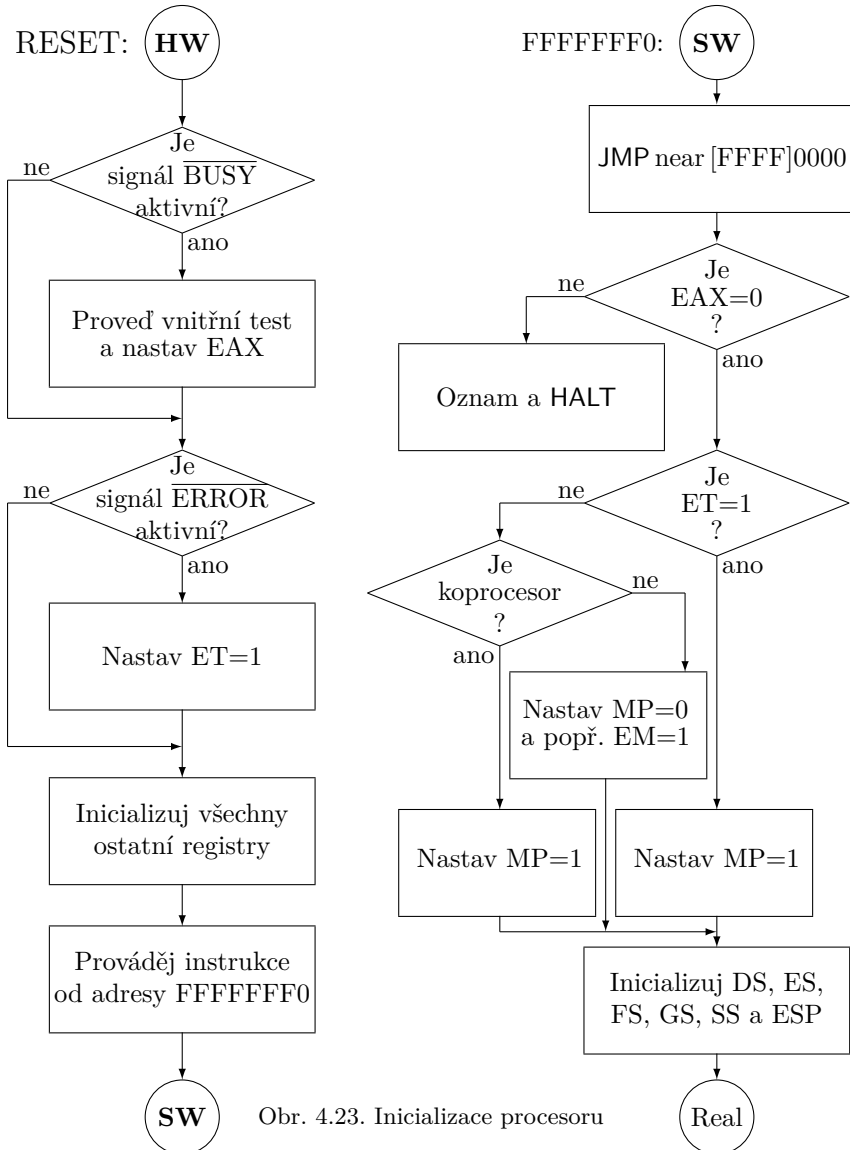 RESET:
HW
Je
signál BUSY
aktivní?
ne
ano
Proveď vnitřní test
a nastav EAX
Je
signál ERROR
aktivní?
ne
ano
Nastav ET=1
Inicializuj všechny
ostatní registry
Prováděj instrukce
od adresy FFFFFFF0
SW
FFFFFFF0:
SW
JMP near [FFFF]0000
Je
EAX=0
?
ne
ano
Oznam a HALT
Je
ET=1
?
ne
ano
Je
koprocesor
?
ne
ano
Nastav MP=0
a popř. EM=1
Nastav MP=1
Nastav MP=1
Inicializuj DS, ES,
FS, GS, SS a ESP
Real
Obr. 4.23. Inicializace procesoru